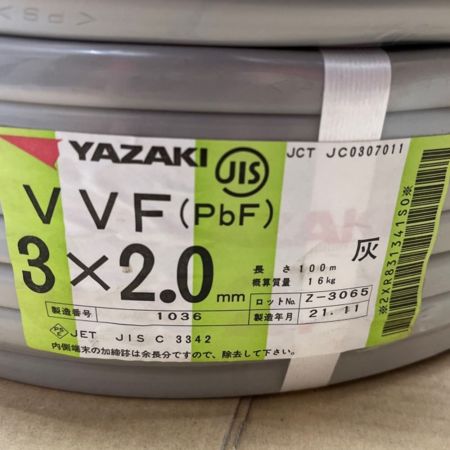 <PS>E
YAZAKI JIS JCT JC0307011
VVF(PbF)
3×2.0mm
灰
長さ 100m
概算質量 16kg
製造番号 1036
ロットNo. Z-3065
製造年月 21.11
JET JIS C 3342
内側端末の加締跡は余長分ですので、除去して下さい。
※2XR831341SO※